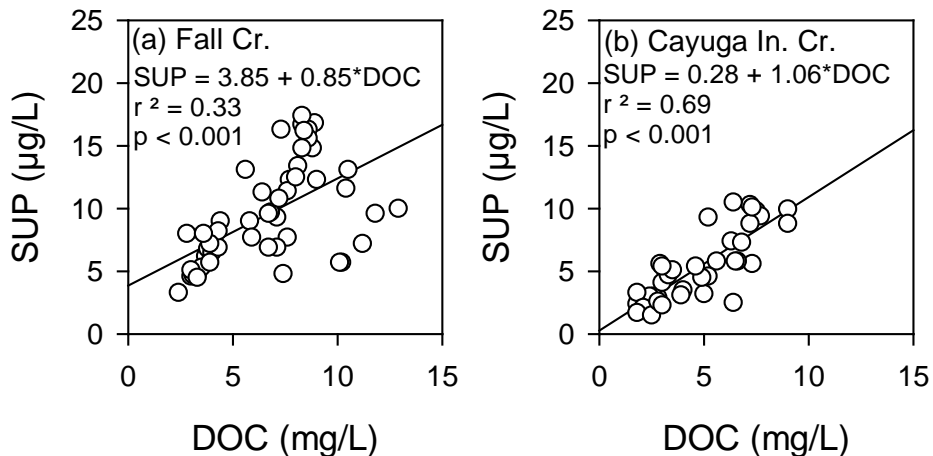 (a) Fall Cr.
SUP = 3.85 + 0.85*DOC
r ² = 0.33
p < 0.001
25
20
15
10
5
0
SUP (µg/L)
0 5 10 15
DOC (mg/L)
(b) Cayuga In. Cr.
SUP = 0.28 + 1.06*DOC
r ² = 0.69
p < 0.001
25
20
15
10
5
0
SUP (µg/L)
0 5 10 15
DOC (mg/L)